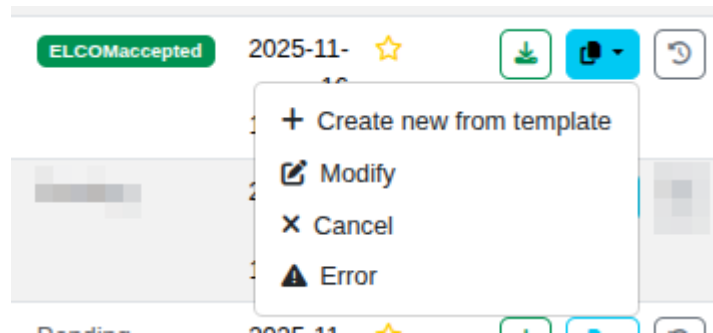 ELCOMaccepted
2025-11-
Create new from template
Modify
Cancel
Error